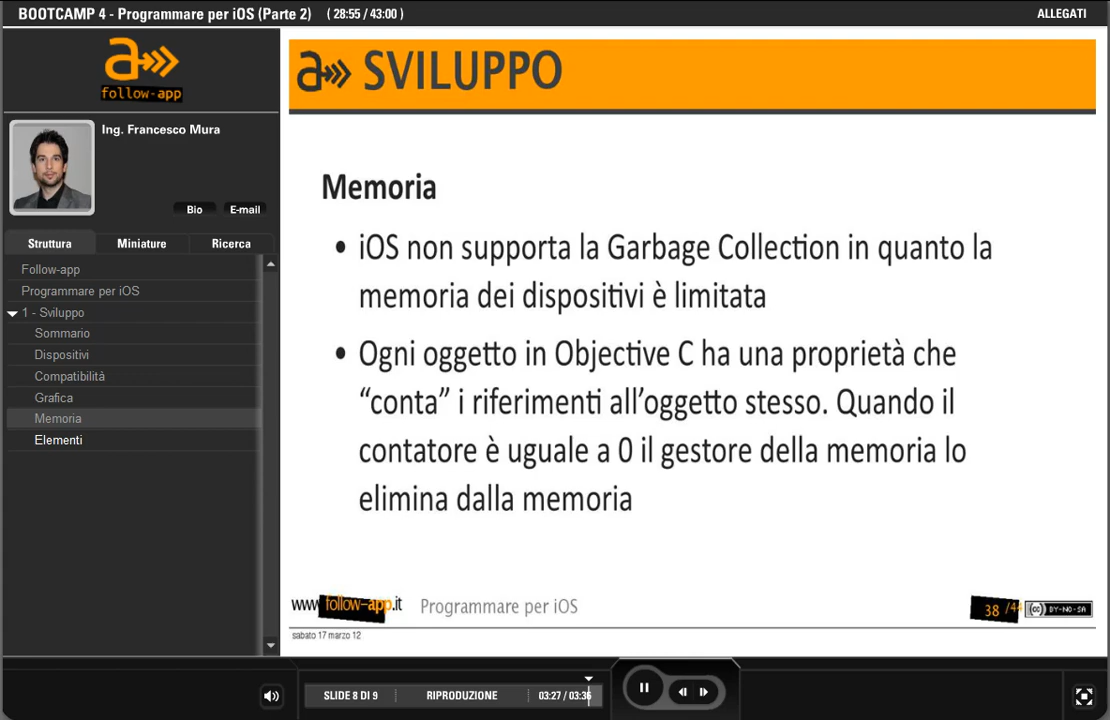 BOOTCAMP 4 - Programmare per iOS (Parte 2) ( 28:55 / 43:00 )
ALLEGATI
a
follow-app
Ing. Francesco Mura
Bio
E-mail
Struttura
Miniature
Ricerca
Follow-app
Programmare per iOS
1 - Sviluppo
Sommario
Dispositivi
Compatibilità
Grafica
Memoria
Elementi
a SVILUPPO
Memoria
• iOS non supporta la Garbage Collection in quanto la
memoria dei dispositivi è limitata
• Ogni oggetto in Objective C ha una proprietà che
“conta” i riferimenti all’oggetto stesso. Quando il
contatore è uguale a 0 il gestore della memoria lo
elimina dalla memoria
www.follow-app.it
Programmare per iOS
38
cc BY-NO-SA
sabato 17 marzo 12
SLIDE 8 DI 9
RIPRODUZIONE
03:27 / 03:36